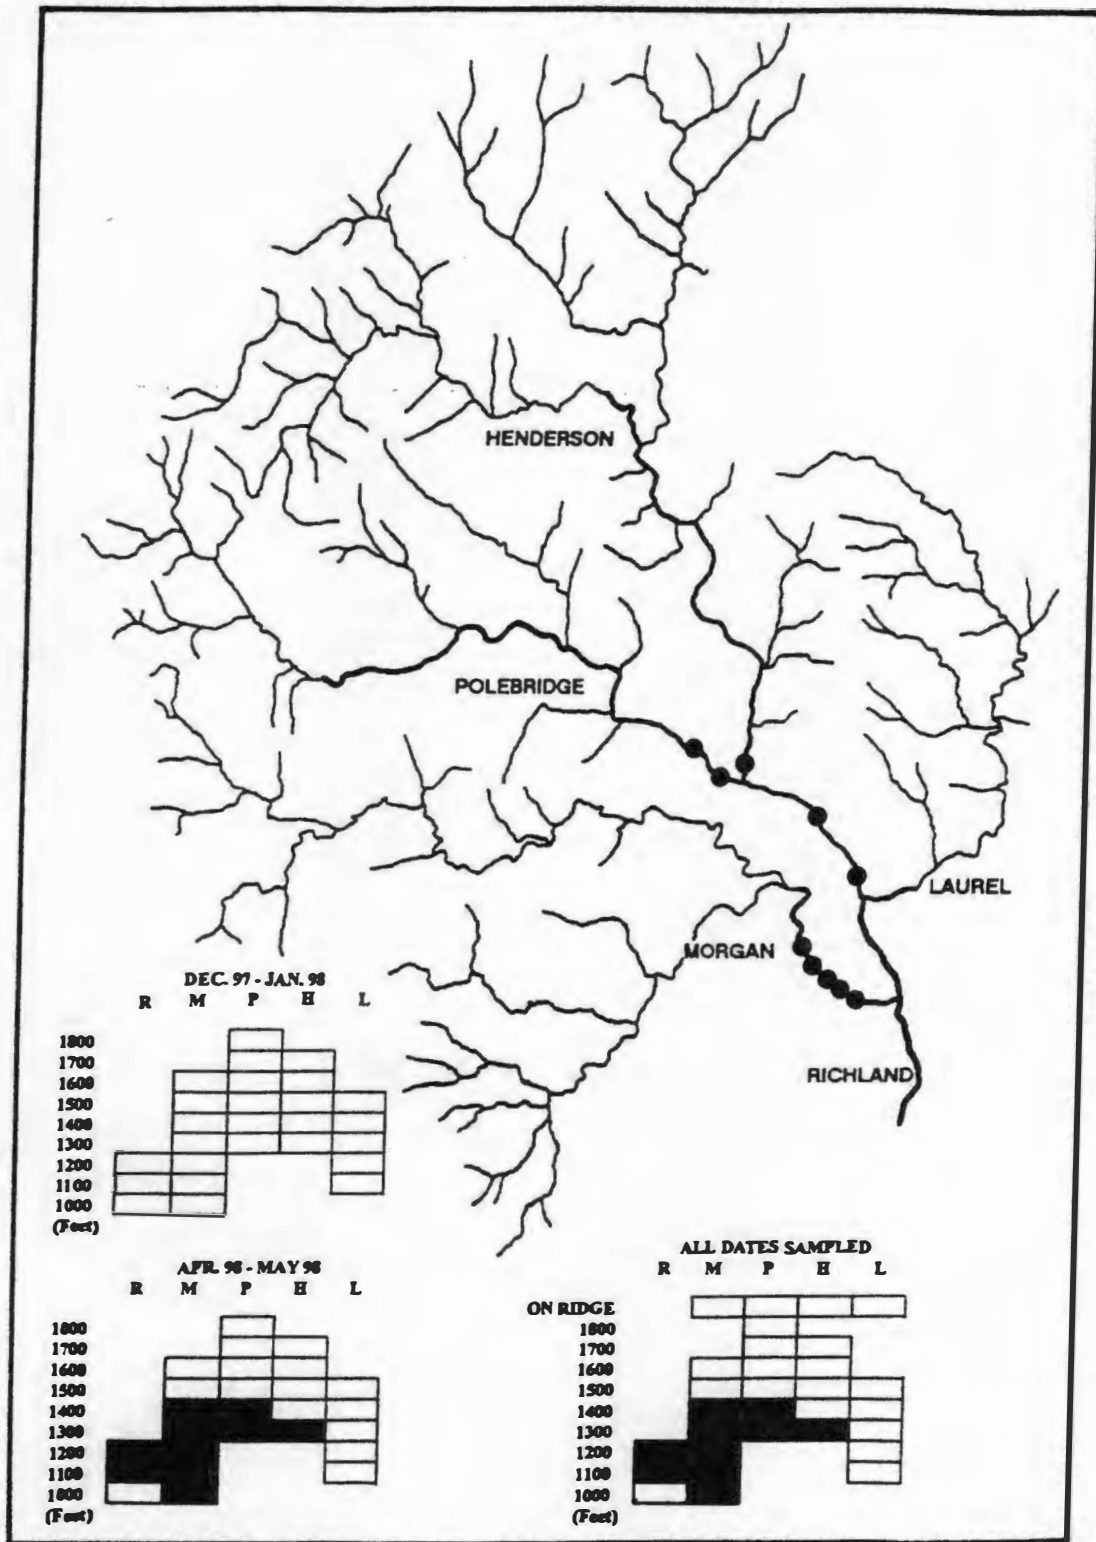 HENDERSON
POLEBRIDGE
LAUREL
MORGAN
RICHLAND
DEC. 97 - JAN. 98
R M P H L
1800
1700
1600
1500
1400
1300
1200
1100
1000
(Feet)
APR. 98 - MAY 98
R M P H L
1800
1700
1600
1500
1400
1300
1200
1100
1000
(Feet)
ALL DATES SAMPLED
R M P H L
ON RIDGE
1800
1700
1600
1500
1400
1300
1200
1100
1000
(Feet)